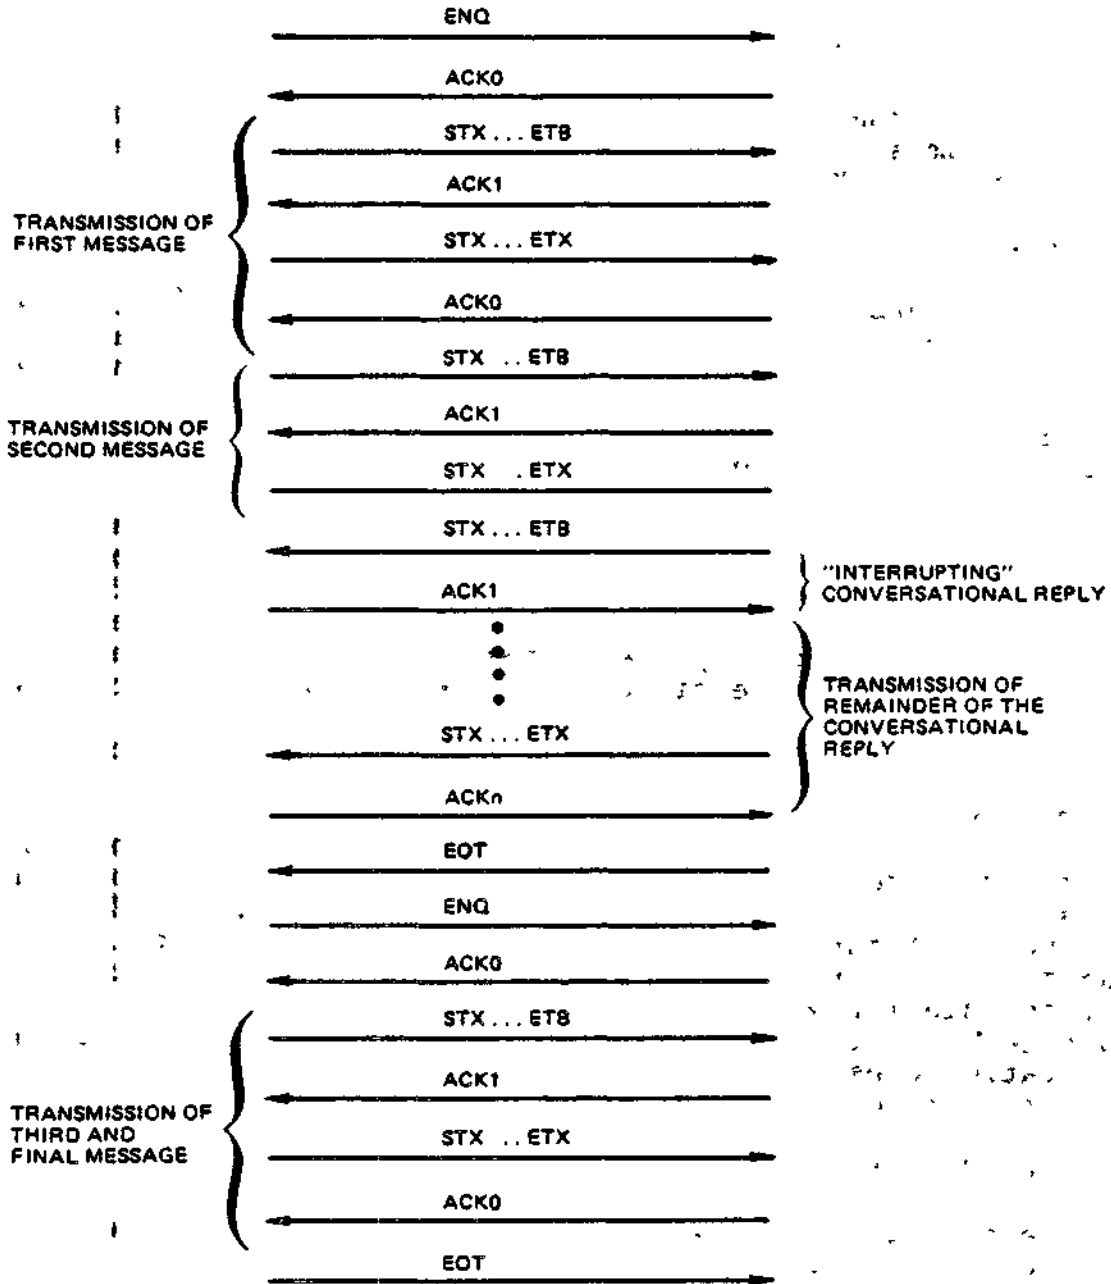 ENQ
ACK0
STX ... ETB
ACK1
TRANSMISSION OF
FIRST MESSAGE
STX ... ETX
ACK0
STX .. ETB
ACK1
TRANSMISSION OF
SECOND MESSAGE
STX . ETX
STX ... ETB
"INTERRUPTING"
CONVERSATIONAL REPLY
ACK1
TRANSMISSION OF
REMAINDER OF THE
CONVERSATIONAL
REPLY
STX ... ETX
ACKn
EOT
ENQ
ACK0
STX ... ETB
ACK1
TRANSMISSION OF
THIRD AND
FINAL MESSAGE
STX .. ETX
ACK0
EOT